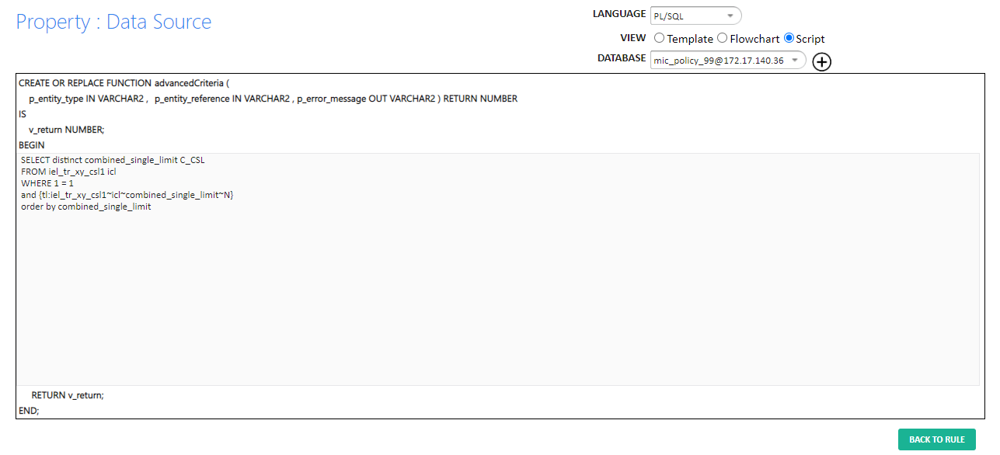 Property : Data Source
LANGUAGE PL/SQL
VIEW Template Flowchart Script
DATABASE mic_policy_99@172.17.140.36
CREATE OR REPLACE FUNCTION advancedCriteria (
p_entity_type IN VARCHAR2 , p_entity_reference IN VARCHAR2 , p_error_message OUT VARCHAR2 ) RETURN NUMBER
IS
v_return NUMBER;
BEGIN
SELECT distinct combined_single_limit C_CSL
FROM iel_tr_xy_csl1 icl
WHERE 1 = 1
and {tl:iel_tr_xy_csl1~icl~combined_single_limit~N}
order by combined_single_limit
RETURN v_return;
END;
BACK TO RULE